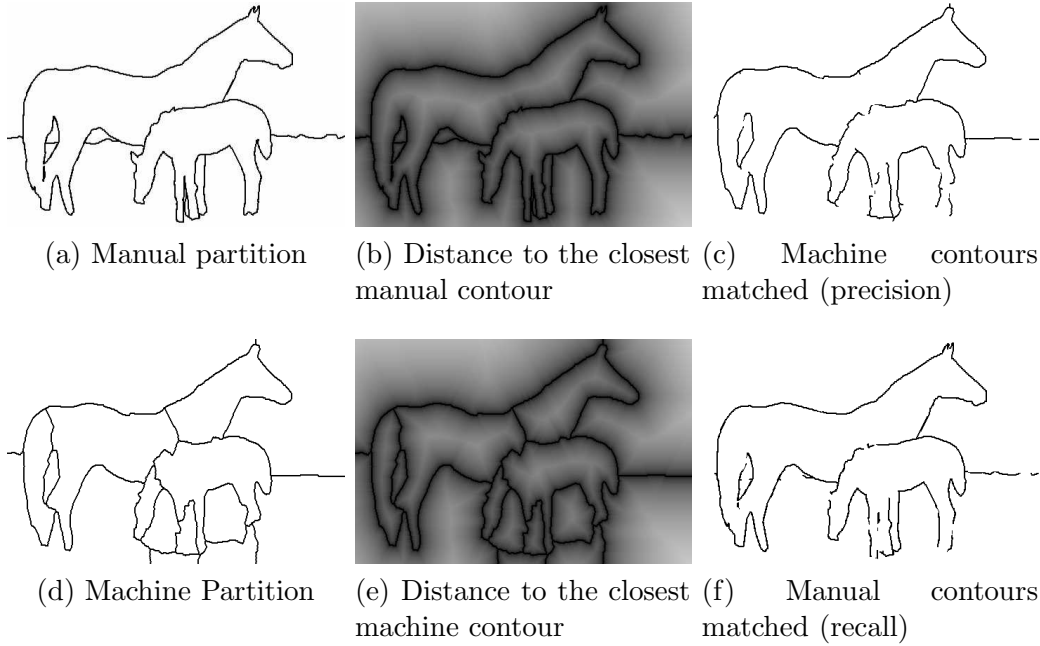 (a) Manual partition
(b) Distance to the closest
manual contour
(c) Machine contours
matched (precision)
(d) Machine Partition
(e) Distance to the closest
machine contour
(f) Manual contours
matched (recall)